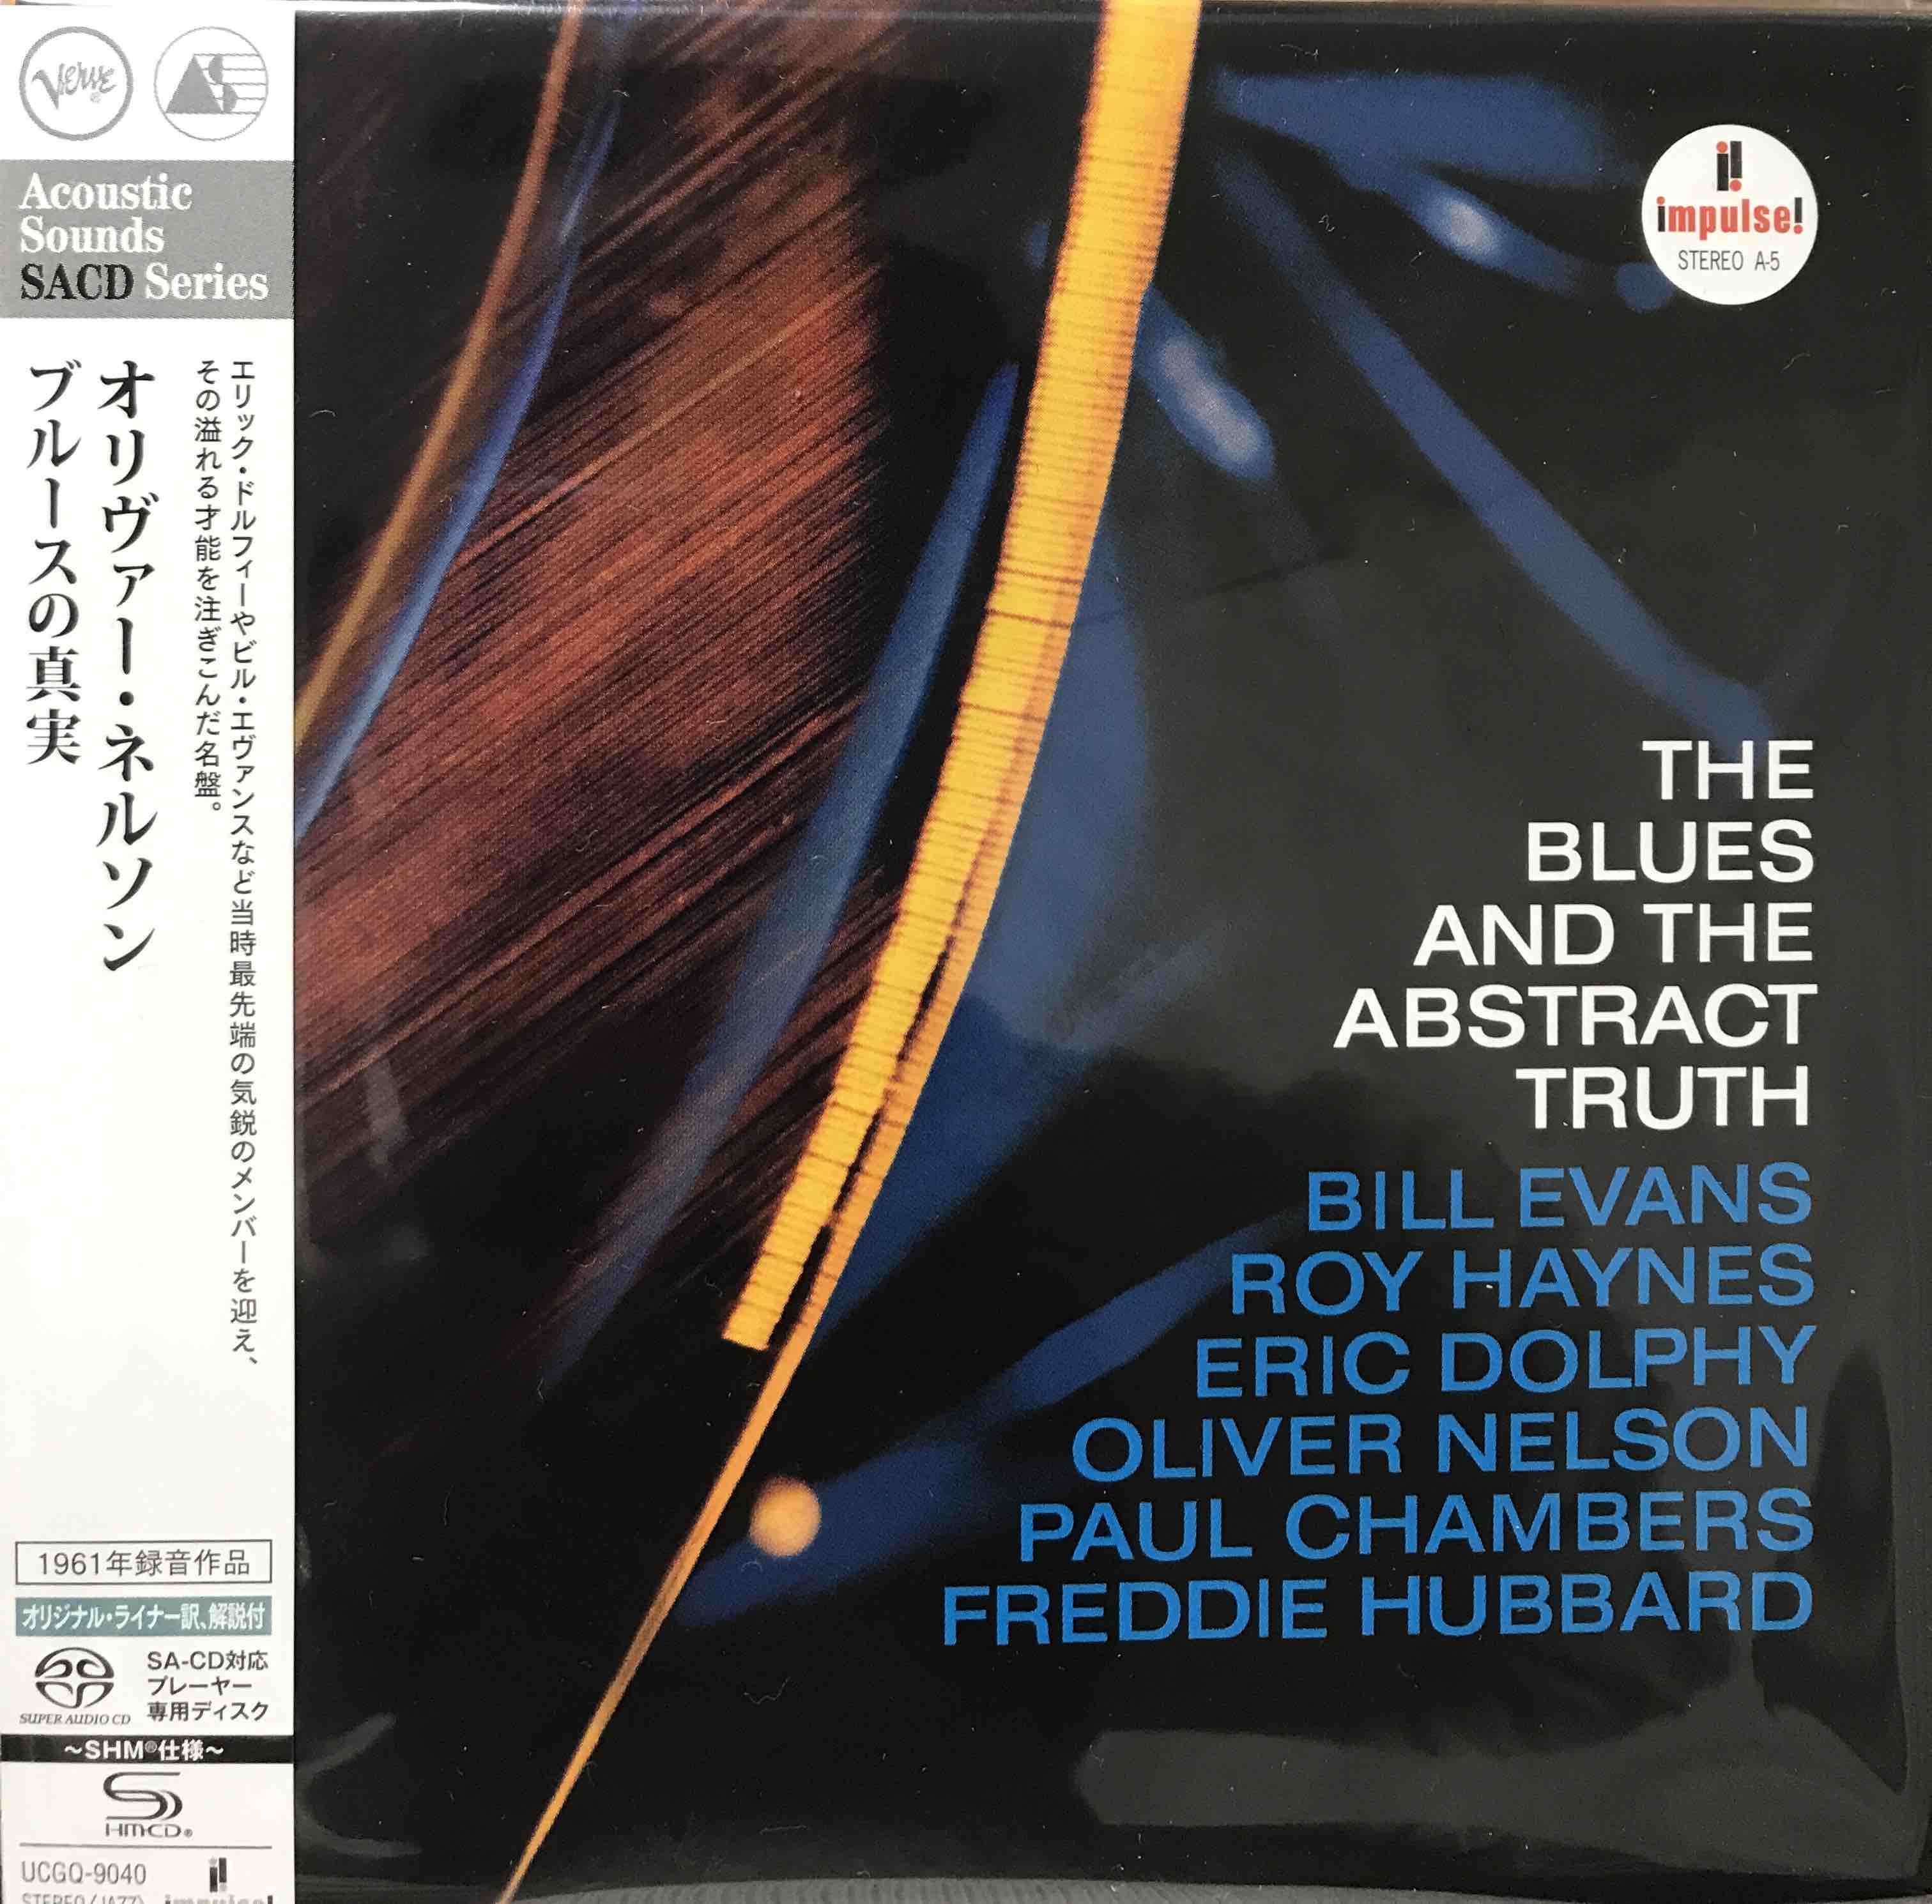 Verve
AS
Acoustic
Sounds
SACD Series
エリック・ドルフィーやビル・エヴァンスなど当時最先端の気鋭のメンバーを迎え、
その溢れる才能を注ぎこんだ名盤。
オリヴァー・ネルソン
ブルースの真実
1961年録音作品
オリジナル・ライナー訳、解説付
SUPER AUDIO CD
SA-CD対応
プレーヤー
専用ディスク
～SHM®仕様～
HM-CD®
UCGQ-9040
STEREO/(JAZZ)
impulse!
impulse!
STEREO A-5
THE
BLUES
AND THE
ABSTRACT
TRUTH
BILL EVANS
ROY HAYNES
ERIC DOLPHY
OLIVER NELSON
PAUL CHAMBERS
FREDDIE HUBBARD